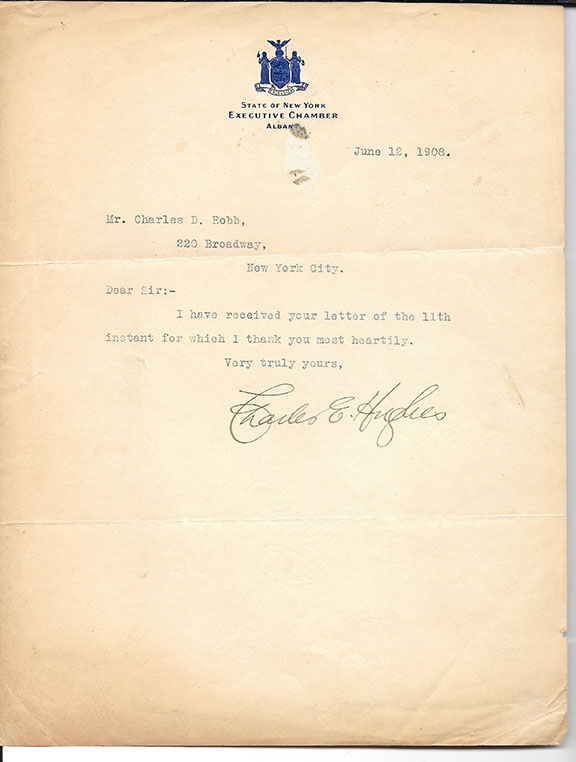 STATE OF NEW YORK
EXECUTIVE CHAMBER
ALBANY
June 12, 1908.
Mr. Charles D. Robb,
220 Broadway,
New York City.
Dear Sir:-
I have received your letter of the 11th
instant for which I thank you most heartily.
Very truly yours,
Charles E. Hughes